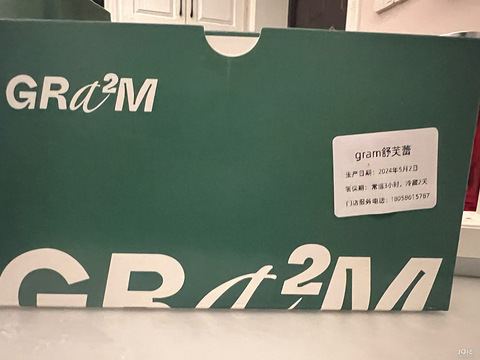 GRa²M
gram舒芙蕾
生产日期：2024年5月2日
保质期：常温3小时，冷藏2天
门店服务电话：18058615787
GRa²M